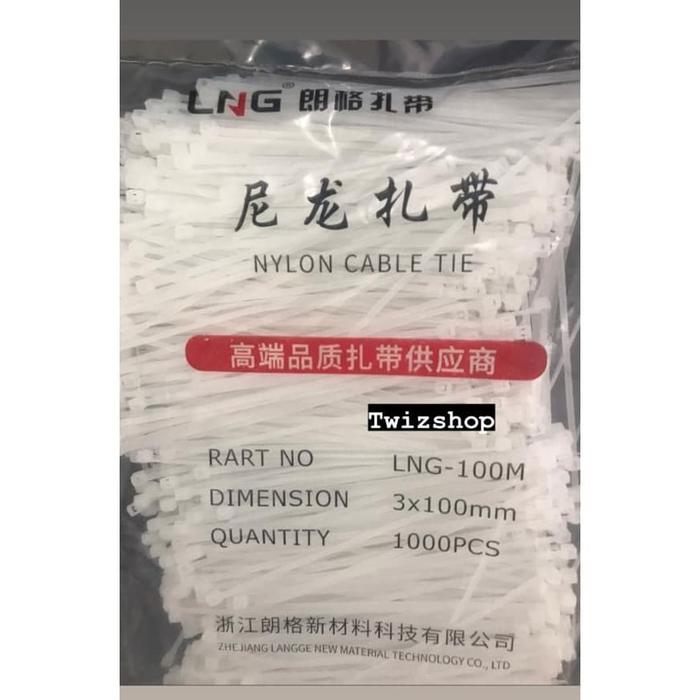 LNG® 朗格扎带
尼龙扎带
NYLON CABLE TIE
高端品质扎带供应商
Twizshop
RART NO LNG-100M
DIMENSION 3x100mm
QUANTITY 1000PCS
浙江朗格新材料科技有限公司
ZHEJIANG LANGGE NEW MATERIAL TECHNOLOGY CO., LTD